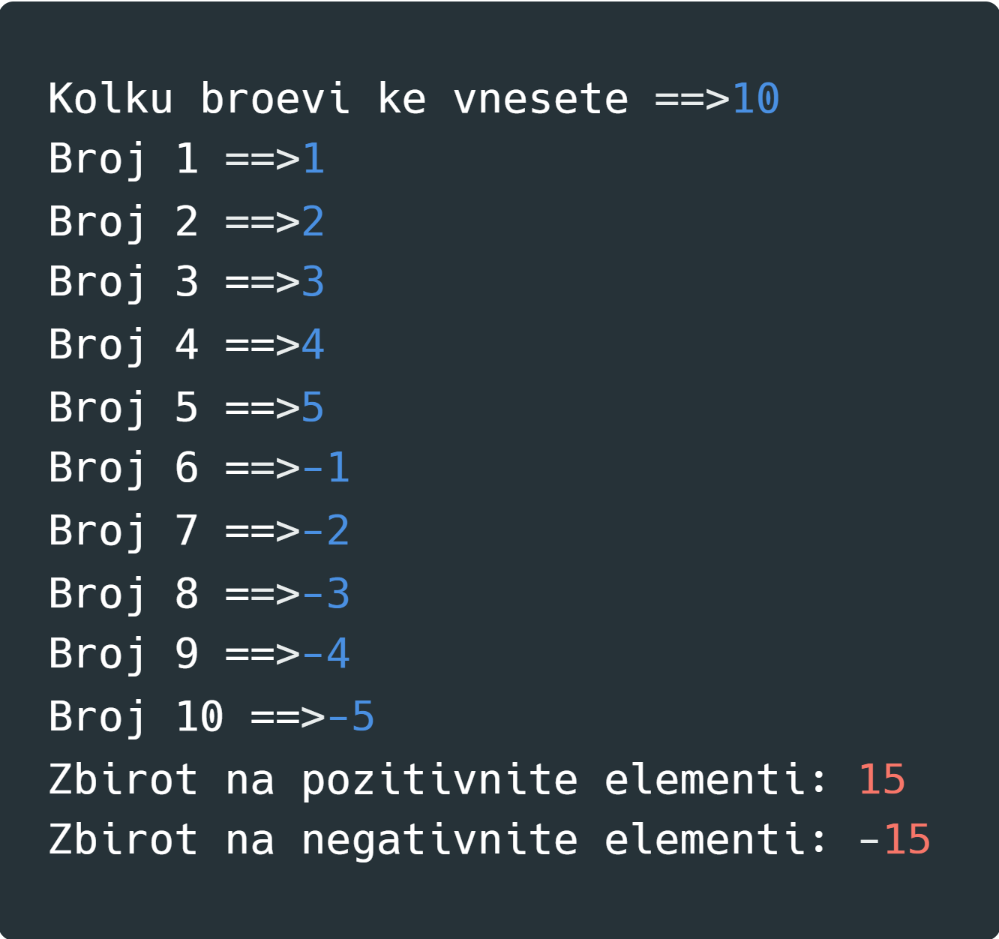 Kolku broevi ke vnesete ==>10
Broj 1 ==>1
Broj 2 ==>2
Broj 3 ==>3
Broj 4 ==>4
Broj 5 ==>5
Broj 6 ==>-1
Broj 7 ==>-2
Broj 8 ==>-3
Broj 9 ==>-4
Broj 10 ==>-5
Zbirot na pozitivnite elementi: 15
Zbirot na negativnite elementi: -15